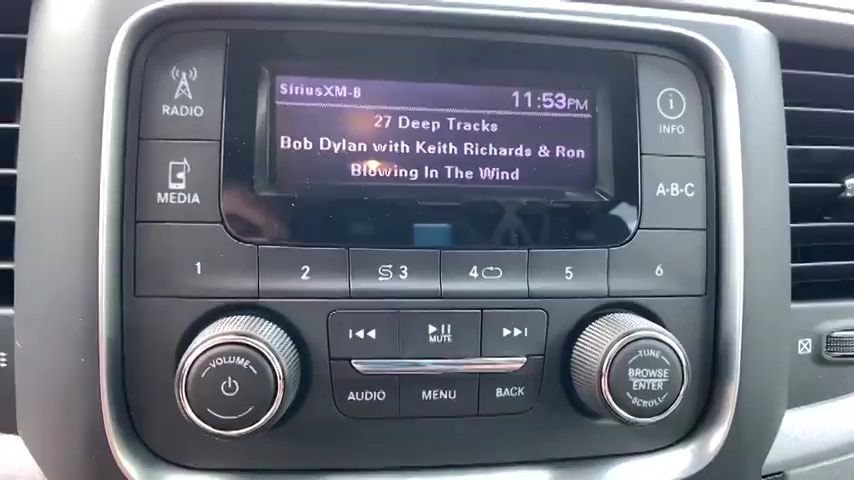 SiriusXM-B 11:53PM
27 Deep Tracks
Bob Dylan with Keith Richards & Ron
Blowing In The Wind
RADIO
INFO
MEDIA
A-B-C
1 2 3 4 5 6
MUTE
VOLUME
TUNE
BROWSE
ENTER
SCROLL
AUDIO MENU BACK